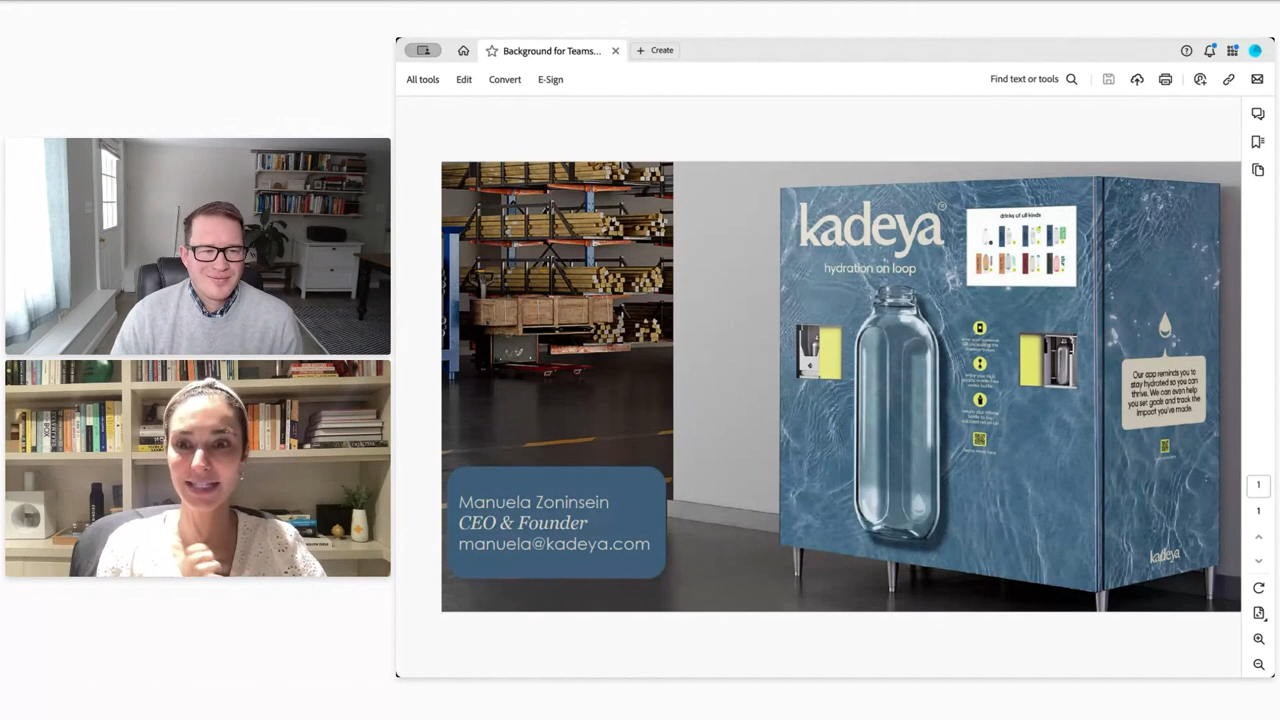 Background for Teams...
Create
All tools
Edit
Convert
E-Sign
Find text or tools
kadeya
hydration on loop
drinks of all kinds
Our app reminds you to
stay hydrated so you can
thrive. We can even help
you set goals and track the
impact you've made.
kadeya
Manuela Zoninsein
CEO & Founder
manuela@kadeya.com
1
1